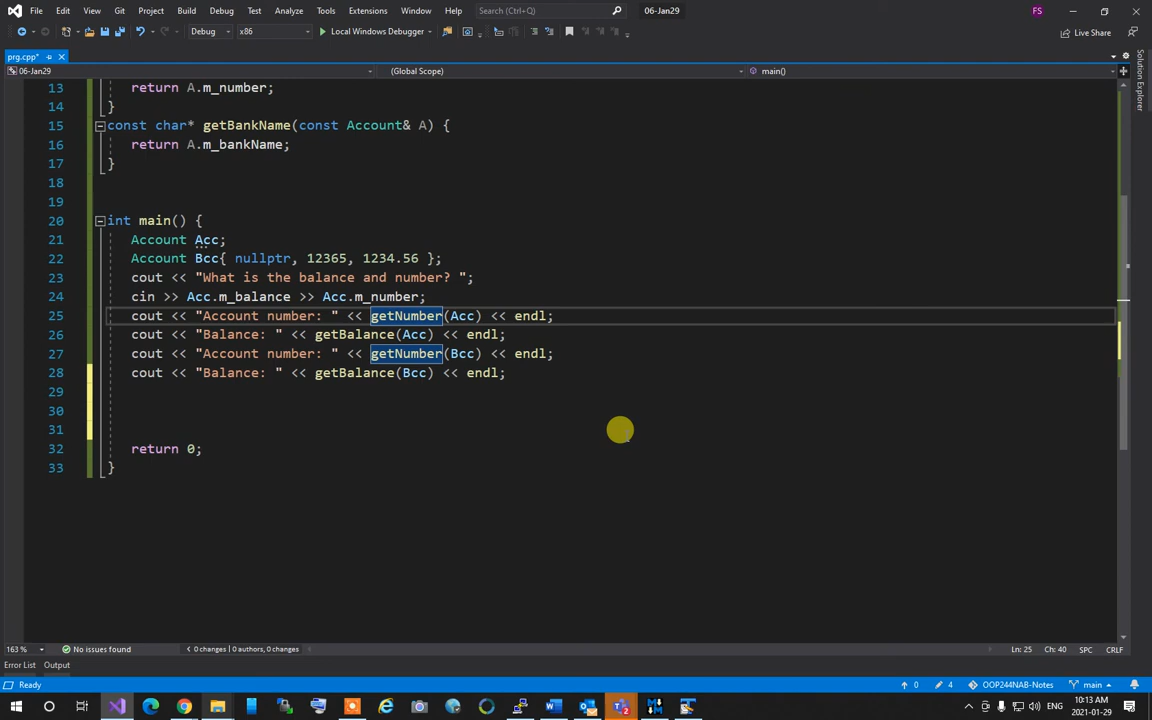 File Edit View Git Project Build Debug Test Analyze Tools Extensions Window Help Search (Ctrl+Q) 06-Jan29 FS
Debug x86 Local Windows Debugger Live Share
prg.cpp*
06-Jan29 (Global Scope) main()
Solution Explorer
13 return A.m_number;
14 }
15 const char* getBankName(const Account& A) {
16 return A.m_bankName;
17 }
18
19
20 int main() {
21 Account Acc;
22 Account Bcc{ nullptr, 12365, 1234.56 };
23 cout << "What is the balance and number? ";
24 cin >> Acc.m_balance >> Acc.m_number;
25 cout << "Account number: " << getNumber(Acc) << endl;
26 cout << "Balance: " << getBalance(Acc) << endl;
27 cout << "Account number: " << getNumber(Bcc) << endl;
28 cout << "Balance: " << getBalance(Bcc) << endl;
29
30
31
32 return 0;
33 }
163 % No issues found 0 changes | 0 authors, 0 changes Ln: 25 Ch: 40 SPC CRLF
Error List Output
Ready 0 4 OOP244NAB-Notes main
10:13 AM
2021-01-29